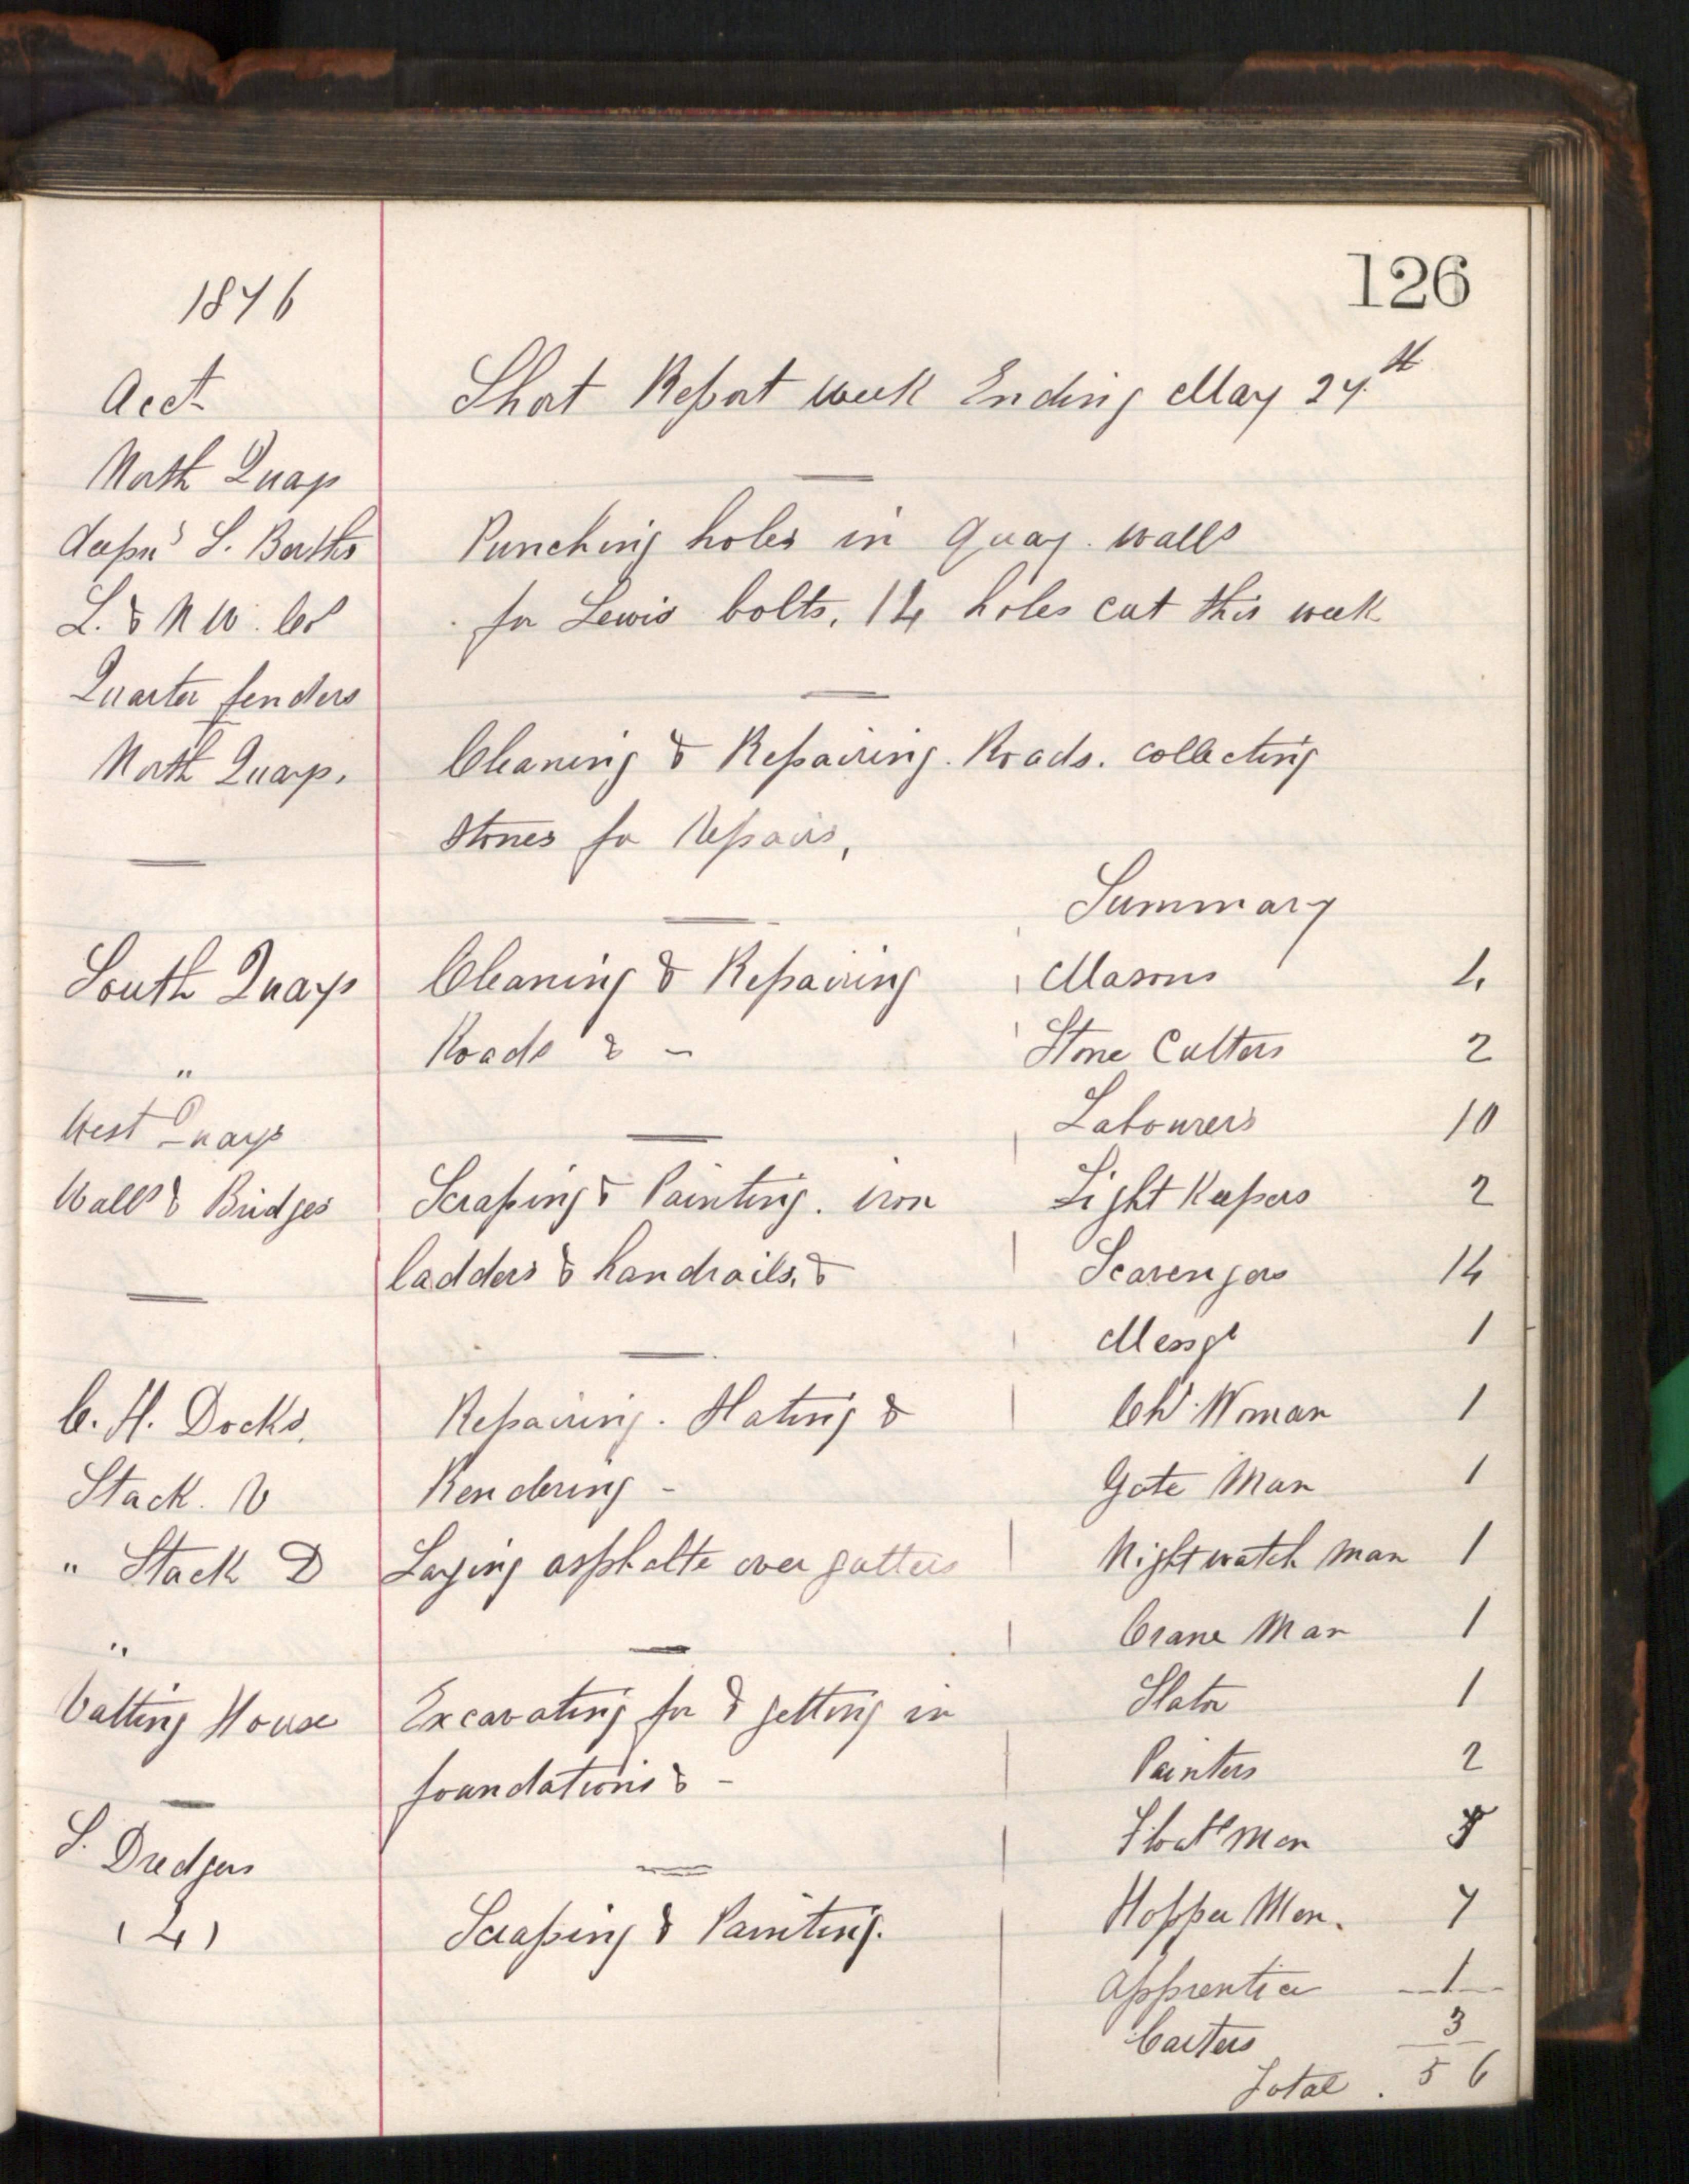 126
1876
Acct Short Report week Ending May 27th
North Quay
deepn^d S. Berths Punching holes in Quay walls
L. & N W. Co^s for Lewis bolts, 14 holes cut this week
Quarter fenders
North Quay. Cleaning & Repairing. Roads. collecting
Stones for Repairs,
Summary
South Quays Cleaning & Repairing Masons 4
" Roads & - Stone Cutters 2
West Quays Labourers 10
Walls & Bridges Scraping & Painting. iron Light Keepers 2
ladders & handrails, & Scavengers 14
Messgr 1
C. H. Docks, Repairing. Slating & Ch. Woman 1
Stack. Rendering - Gate Man 1
" Stack D Laying asphalte over gutters Nightwatch man 1
" Crane Man 1
Vatting House Excavating for & getting in Slater 1
foundations & - Painters 2
S. Dredgers Float men 5
(4) Scraping & Painting. Hopper Men. 7
apprentice 1
Carters 3
Total. 56